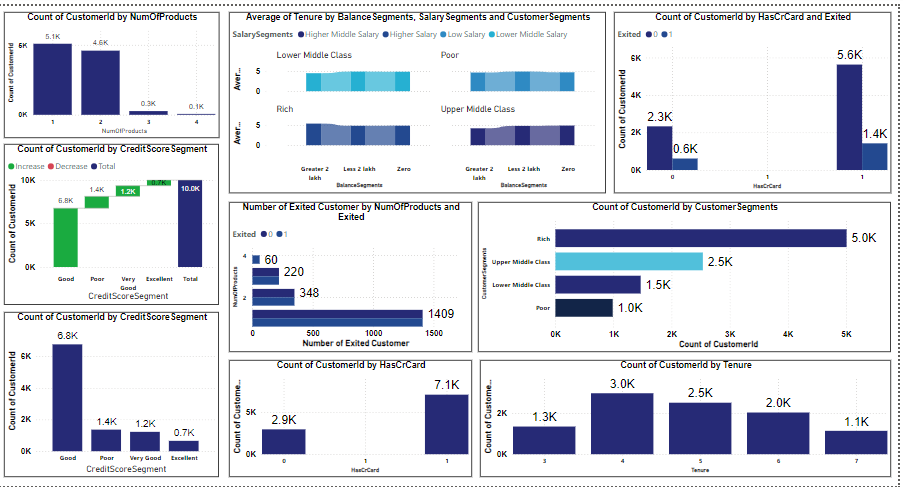 Count of CustomerId by NumOfProducts
Count of CustomerId
6K
0K
5.1K
4.6K
0.3K
0.1K
1 2 3 4
NumOfProducts
Average of Tenure by BalanceSegments, SalarySegments and CustomerSegments
SalarySegments Higher Middle Salary Higher Salary Low Salary Lower Middle Salary
Lower Middle Class Poor
Aver...
5
0
Rich Upper Middle Class
Aver...
5
0
Greater 2 lakh Less 2 lakh Zero Greater 2 lakh Less 2 lakh Zero
BalanceSegments BalanceSegments
Count of CustomerId by HasCrCard and Exited
Exited 0 1
Count of CustomerId
6K
4K
2K
0K
2.3K
0.6K
5.6K
1.4K
0 1 1
HasCrCard
Count of CustomerId by CreditScoreSegment
Increase Decrease Total
Count of CustomerId
10K
5K
0K
6.8K
1.4K
1.2K
0.7K
10.0K
Good Poor Very Good Excellent Total
CreditScoreSegment
Number of Exited Customer by NumOfProducts and Exited
Exited 0 1
NumOfProducts
4
2
60
220
348
1409
0 500 1000 1500
Number of Exited Customer
Count of CustomerId by CustomerSegments
CustomerSegments
Rich 5.0K
Upper Middle Class 2.5K
Lower Middle Class 1.5K
Poor 1.0K
0K 1K 2K 3K 4K 5K
Count of CustomerId
Count of CustomerId by CreditScoreSegment
Count of CustomerId
6K
4K
2K
0K
6.8K
1.4K
1.2K
0.7K
Good Poor Very Good Excellent
CreditScoreSegment
Count of CustomerId by HasCrCard
Count of Custome...
5K
0K
2.9K
7.1K
0 1 1
HasCrCard
Count of CustomerId by Tenure
Count of Custome...
2K
0K
1.3K
3.0K
2.5K
2.0K
1.1K
3 4 5 6 7
Tenure